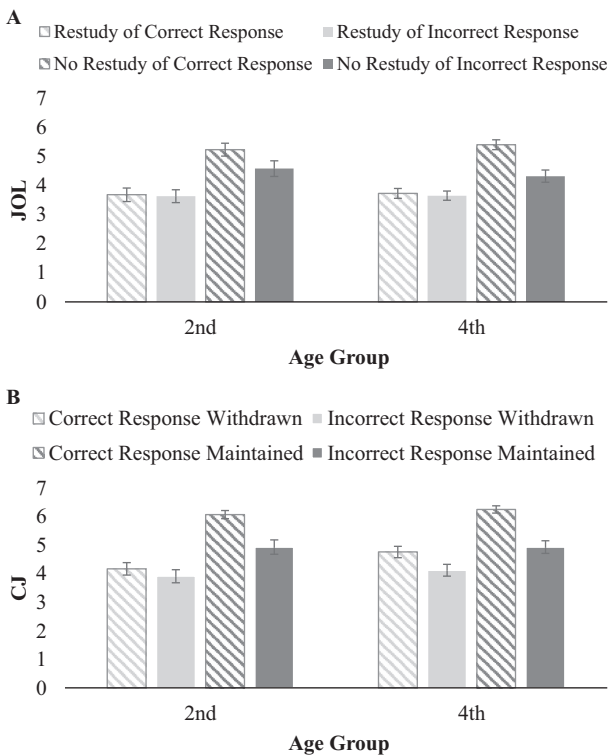 A
Restudy of Correct Response Restudy of Incorrect Response
No Restudy of Correct Response No Restudy of Incorrect Response
7
6
5
4
3
2
1
0
JOL
2nd 4th
Age Group
B
Correct Response Withdrawn Incorrect Response Withdrawn
Correct Response Maintained Incorrect Response Maintained
7
6
5
4
3
2
1
0
CJ
2nd 4th
Age Group